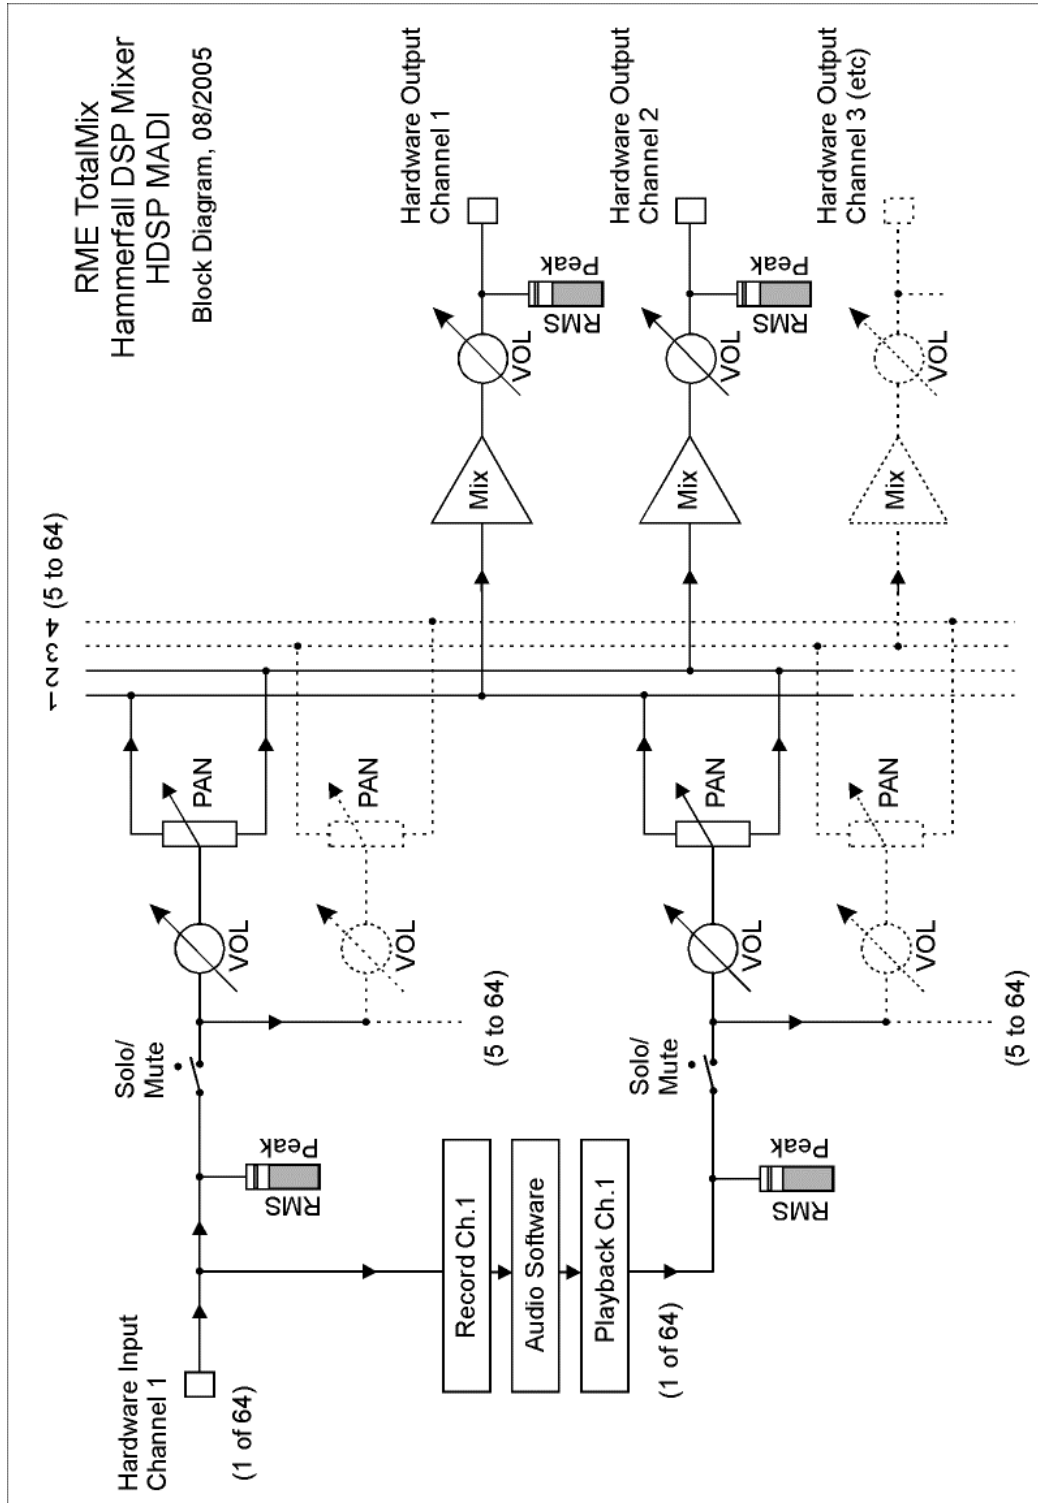 RME TotalMix
Hammerfall DSP Mixer
HDSP MADI
Block Diagram, 08/2005
Hardware Input
Channel 1
(1 of 64)
RMS
Peak
Solo/
Mute
(5 to 64)
VOL
PAN
VOL
PAN
1 2 3 4 (5 to 64)
Record Ch.1
Audio Software
Playback Ch.1
(1 of 64)
RMS
Peak
Solo/
Mute
(5 to 64)
VOL
PAN
VOL
PAN
Mix
VOL
RMS
Peak
Hardware Output
Channel 1
Mix
VOL
RMS
Peak
Hardware Output
Channel 2
Mix
VOL
Hardware Output
Channel 3 (etc)